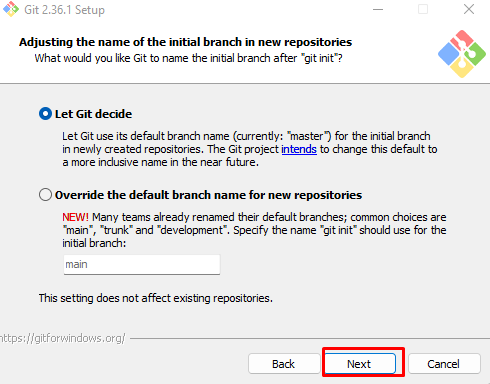 Git 2.36.1 Setup
Adjusting the name of the initial branch in new repositories
What would you like Git to name the initial branch after "git init"?
Let Git decide
Let Git use its default branch name (currently: "master") for the initial branch
in newly created repositories. The Git project intends to change this default to
a more inclusive name in the near future.
Override the default branch name for new repositories
NEW! Many teams already renamed their default branches; common choices are
"main", "trunk" and "development". Specify the name "git init" should use for the
initial branch:
main
This setting does not affect existing repositories.
https://gitforwindows.org/
Back
Next
Cancel